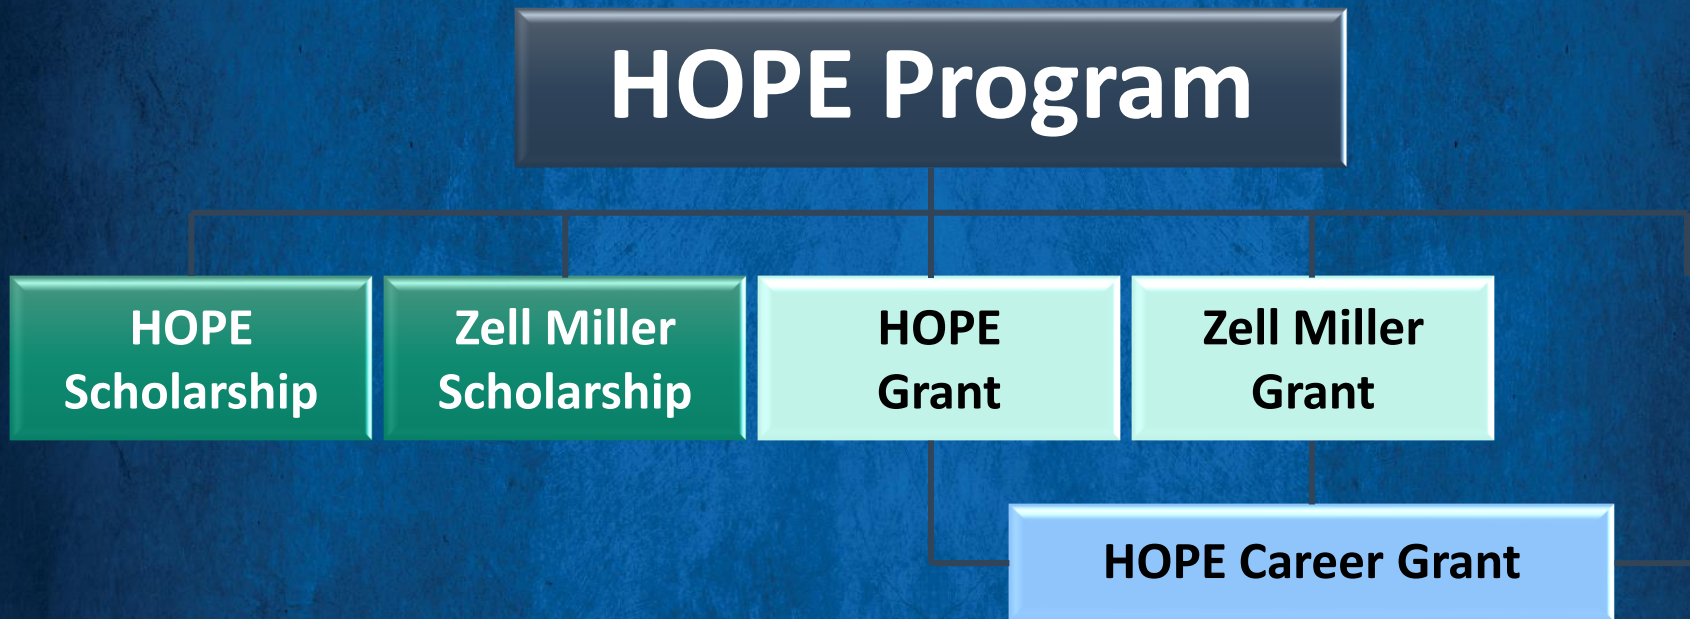 HOPE Program
HOPE
Scholarship
Zell Miller
Scholarship
HOPE
Grant
Zell Miller
Grant
HOPE Career Grant